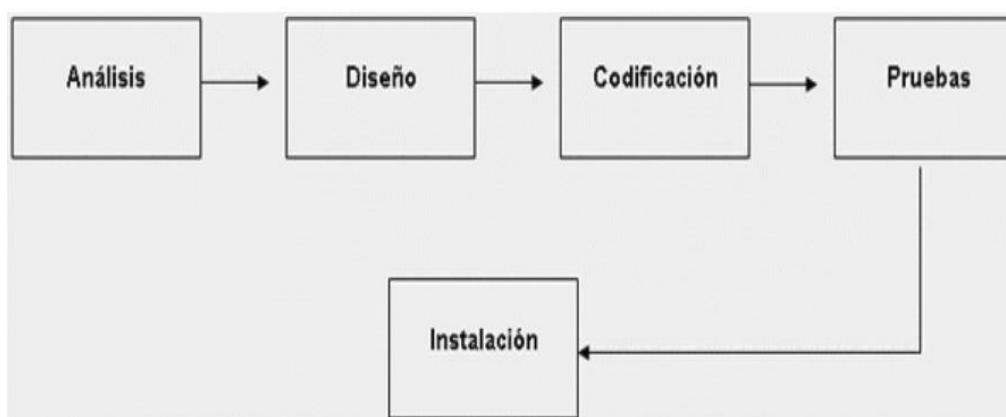 Análisis
Diseño
Codificación
Pruebas
Instalación